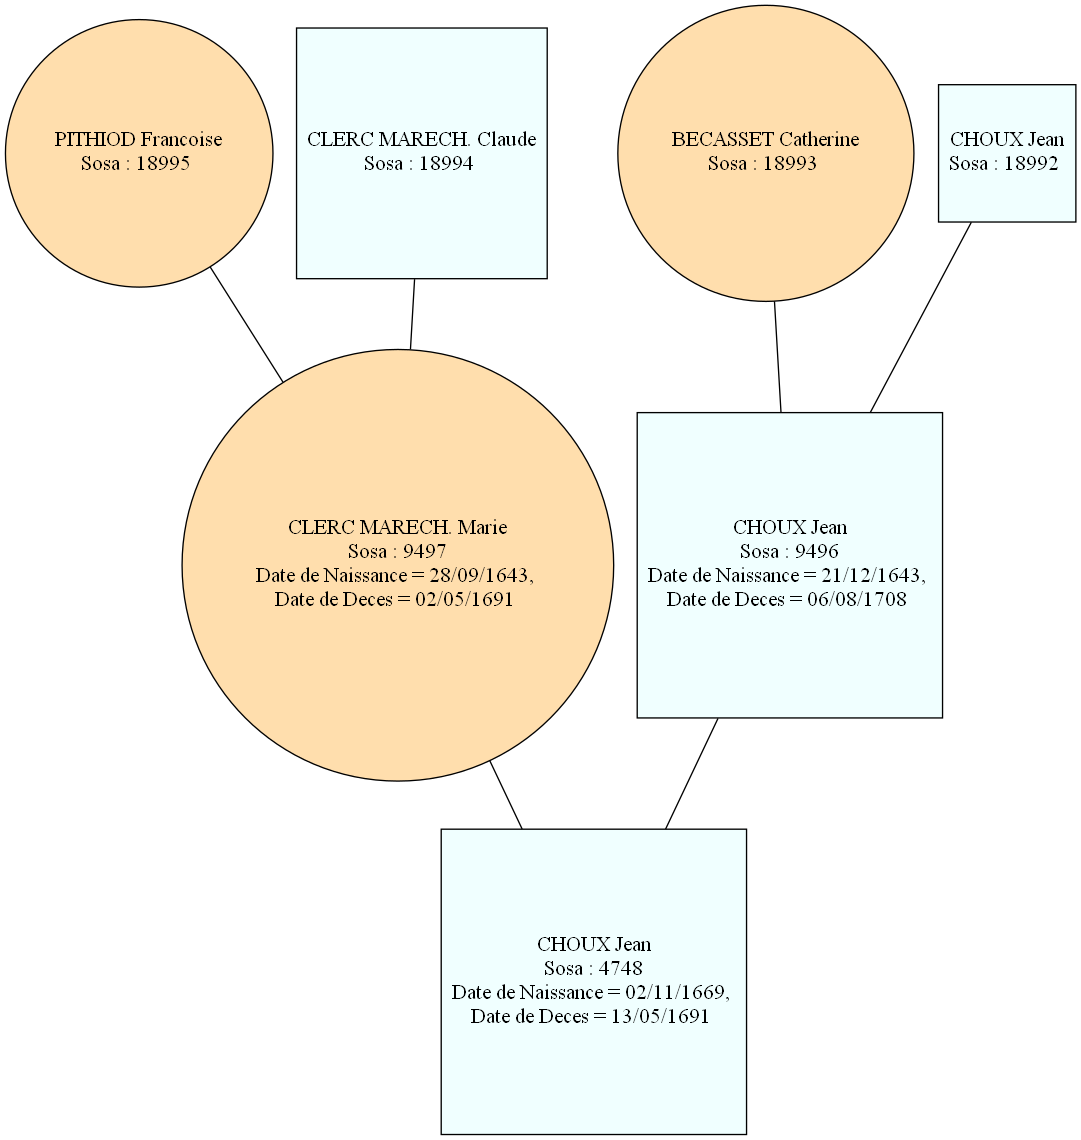 PITHIOD Francoise
Sosa : 18995
CLERC MARECH. Claude
Sosa : 18994
BECASSET Catherine
Sosa : 18993
CHOUX Jean
Sosa : 18992
CLERC MARECH. Marie
Sosa : 9497
Date de Naissance = 28/09/1643,
Date de Deces = 02/05/1691
CHOUX Jean
Sosa : 9496
Date de Naissance = 21/12/1643,
Date de Deces = 06/08/1708
CHOUX Jean
Sosa : 4748
Date de Naissance = 02/11/1669,
Date de Deces = 13/05/1691